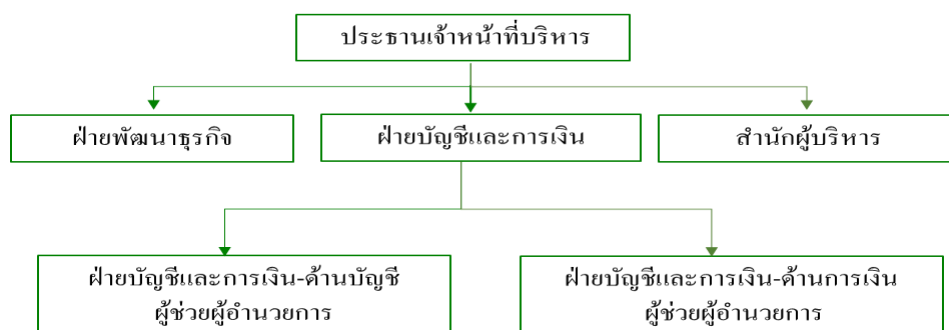 ประธานเจ้าหน้าที่บริหาร
ฝ่ายพัฒนาธุรกิจ
ฝ่ายบัญชีและการเงิน
สำนักผู้บริหาร
ฝ่ายบัญชีและการเงิน-ด้านบัญชี
ผู้ช่วยผู้อำนวยการ
ฝ่ายบัญชีและการเงิน-ด้านการเงิน
ผู้ช่วยผู้อำนวยการ